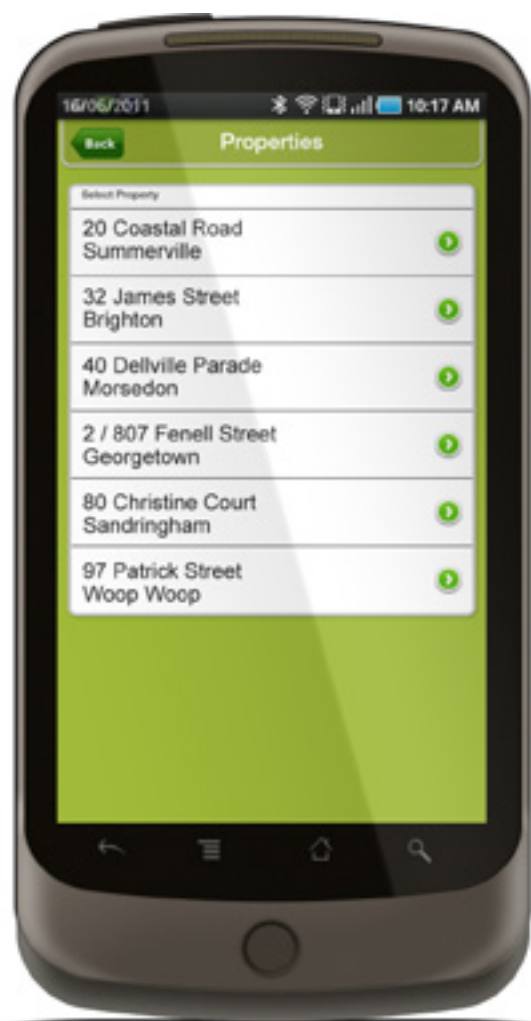 16/06/2011 10:17 AM
Back
Properties
Select Property
20 Coastal Road
Summerville
32 James Street
Brighton
40 Dellville Parade
Morsedon
2 / 807 Fenell Street
Georgetown
80 Christine Court
Sandringham
97 Patrick Street
Woop Woop